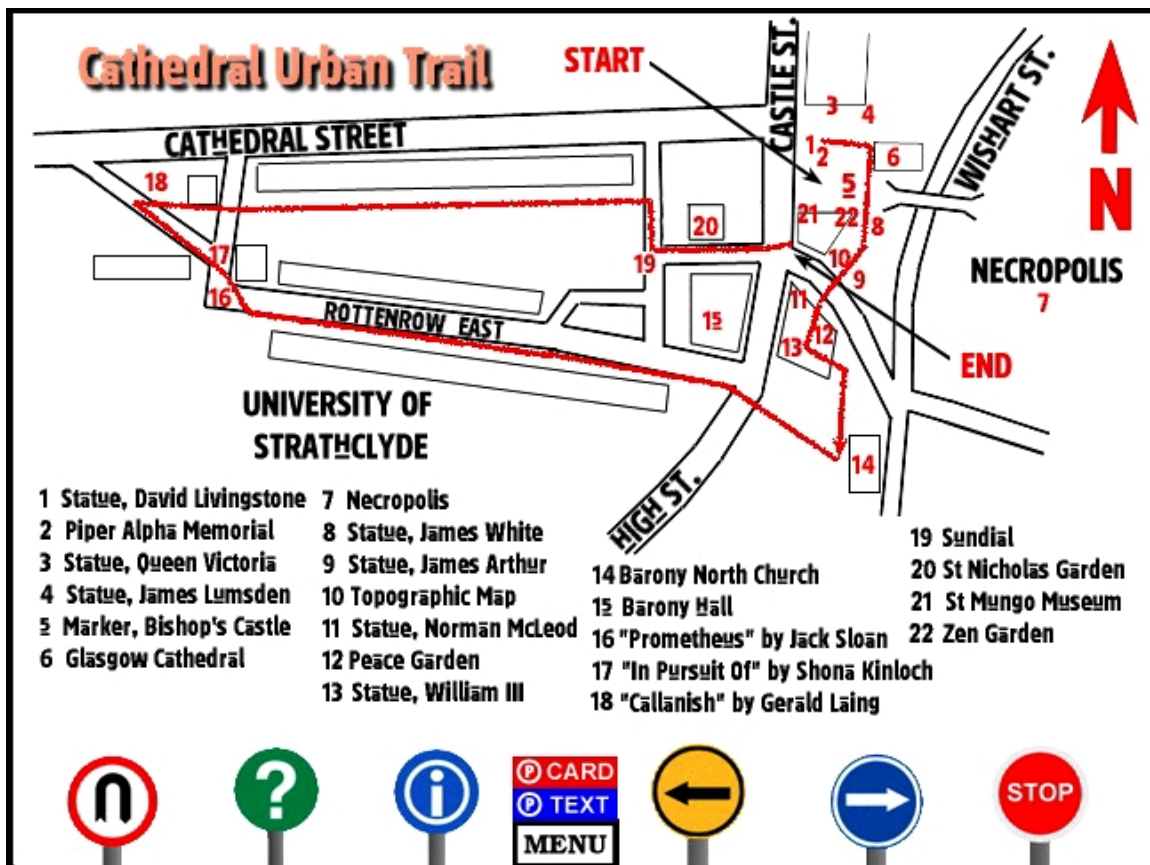 Cathedral Urban Trail
START
CASTLE ST.
WISHART ST.
N
CATHEDRAL STREET
3
4
1
2
6
18
5
20
21
22
8
17
19
10
9
NECROPOLIS
7
16
ROTTENROW EAST
15
11
12
13
END
UNIVERSITY OF
STRATHCLYDE
14
HIGH ST.
1 Statue, David Livingstone
2 Piper Alpha Memorial
3 Statue, Queen Victoria
4 Statue, James Lumsden
5 Marker, Bishop's Castle
6 Glasgow Cathedral
7 Necropolis
8 Statue, James White
9 Statue, James Arthur
10 Topographic Map
11 Statue, Norman McLeod
12 Peace Garden
13 Statue, William III
14 Barony North Church
15 Barony Hall
16 "Prometheus" by Jack Sloan
17 "In Pursuit Of" by Shona Kinloch
18 "Callanish" by Gerald Laing
19 Sundial
20 St Nicholas Garden
21 St Mungo Museum
22 Zen Garden
?
i
P CARD
P TEXT
MENU
STOP